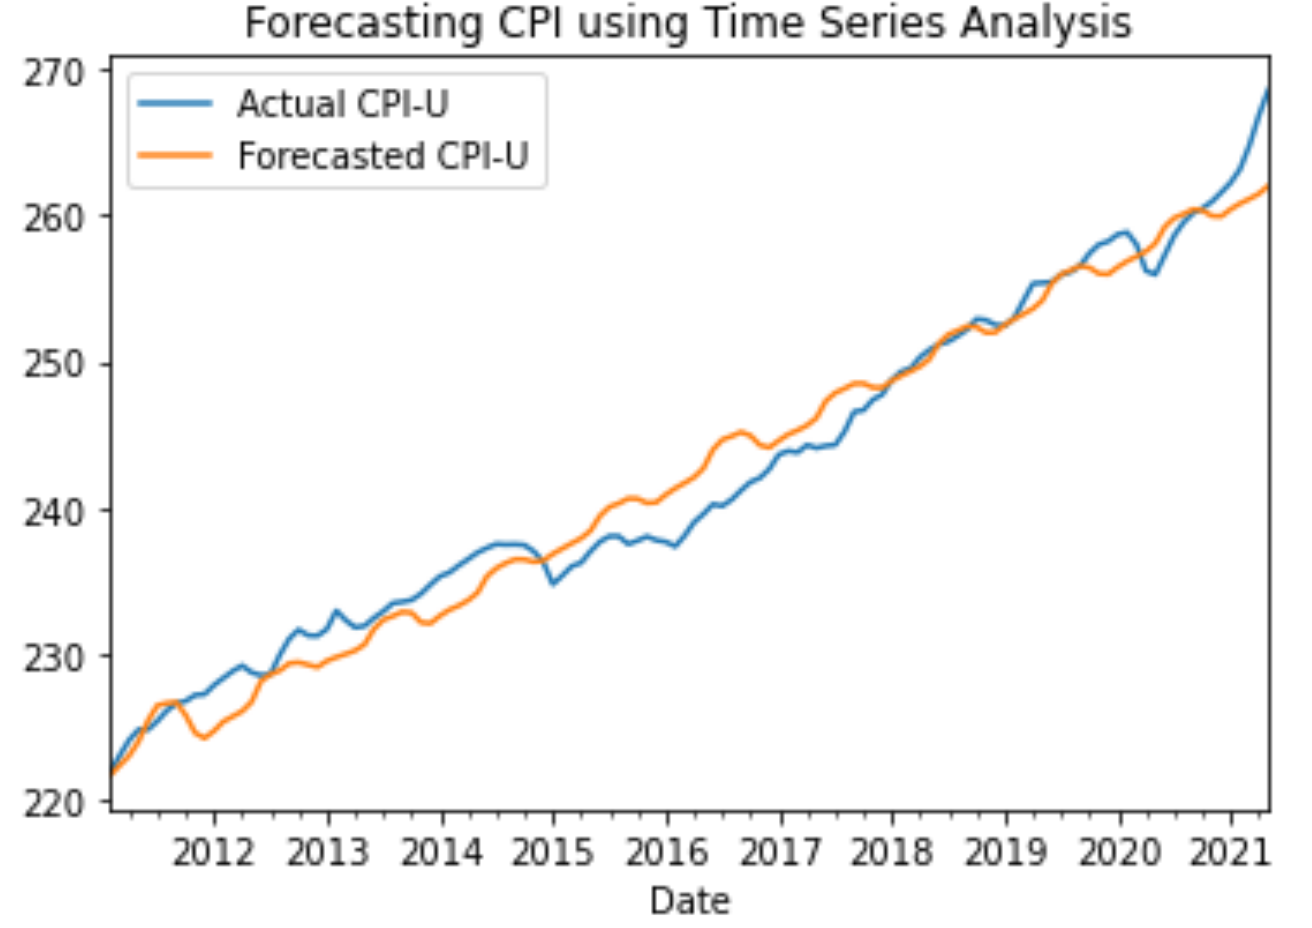 Forecasting CPI using Time Series Analysis
270
260
250
240
230
220
Actual CPI-U
Forecasted CPI-U
2012 2013 2014 2015 2016 2017 2018 2019 2020 2021
Date